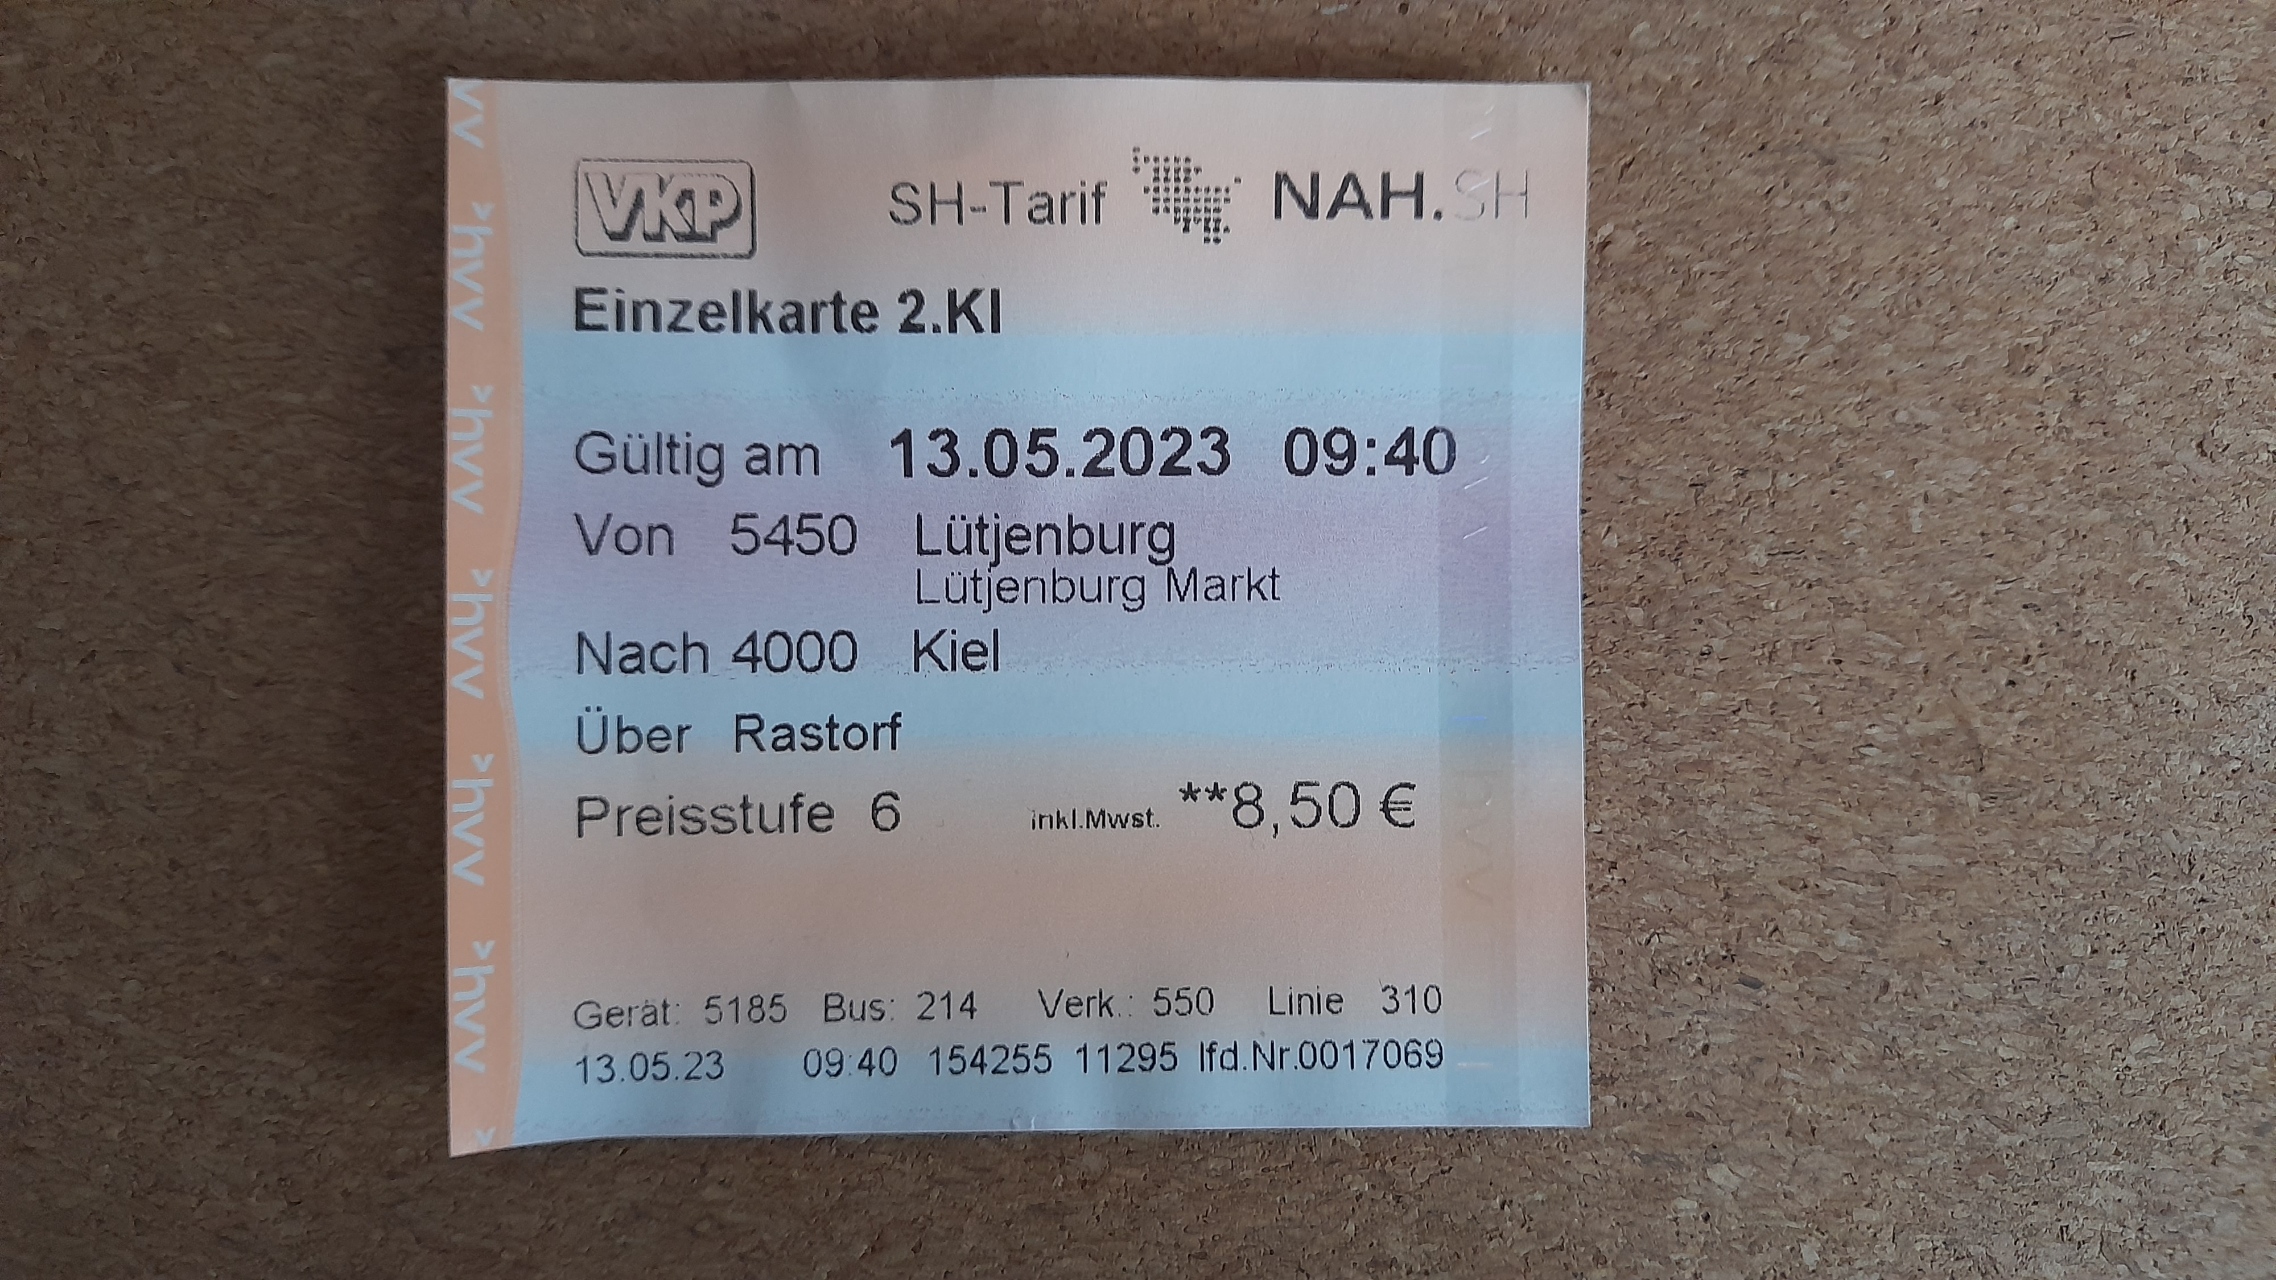 VKP SH-Tarif NAH.SH
Einzelkarte 2.Kl
Gültig am 13.05.2023 09:40
Von 5450 Lütjenburg
Lütjenburg Markt
Nach 4000 Kiel
Über Rastorf
Preisstufe 6 inkl.Mwst. **8,50 €
Gerät: 5185 Bus: 214 Verk.: 550 Linie 310
13.05.23 09:40 154255 11295 lfd.Nr.0017069
hvv hvv hvv hvv hvv vv